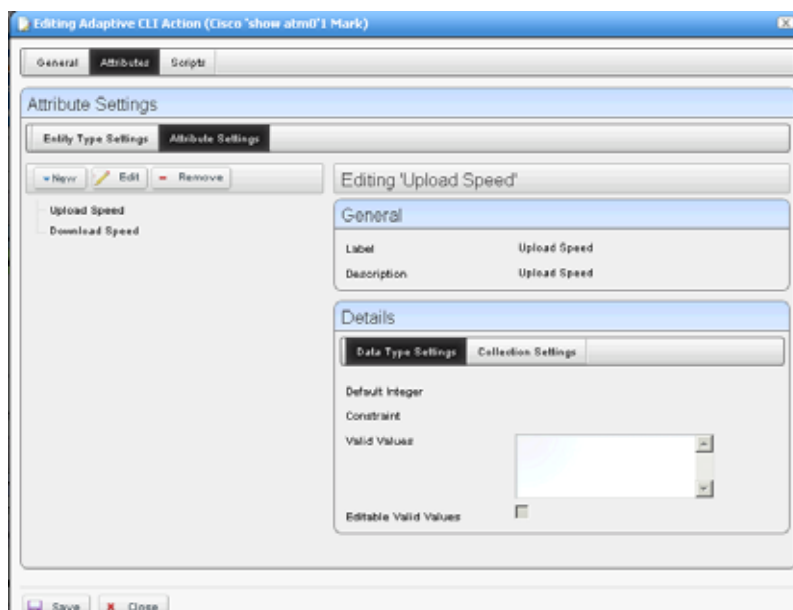 Editing Adaptive CLI Action (Cisco 'show atm0'1 Mark)
General Attributes Scripts
Attribute Settings
Entity Type Settings Attribute Settings
New Edit Remove
Upload Speed
Download Speed
Editing 'Upload Speed'
General
Label Upload Speed
Description Upload Speed
Details
Data Type Settings Collection Settings
Default Integer
Constraint
Valid Values
Editable Valid Values
Save Close